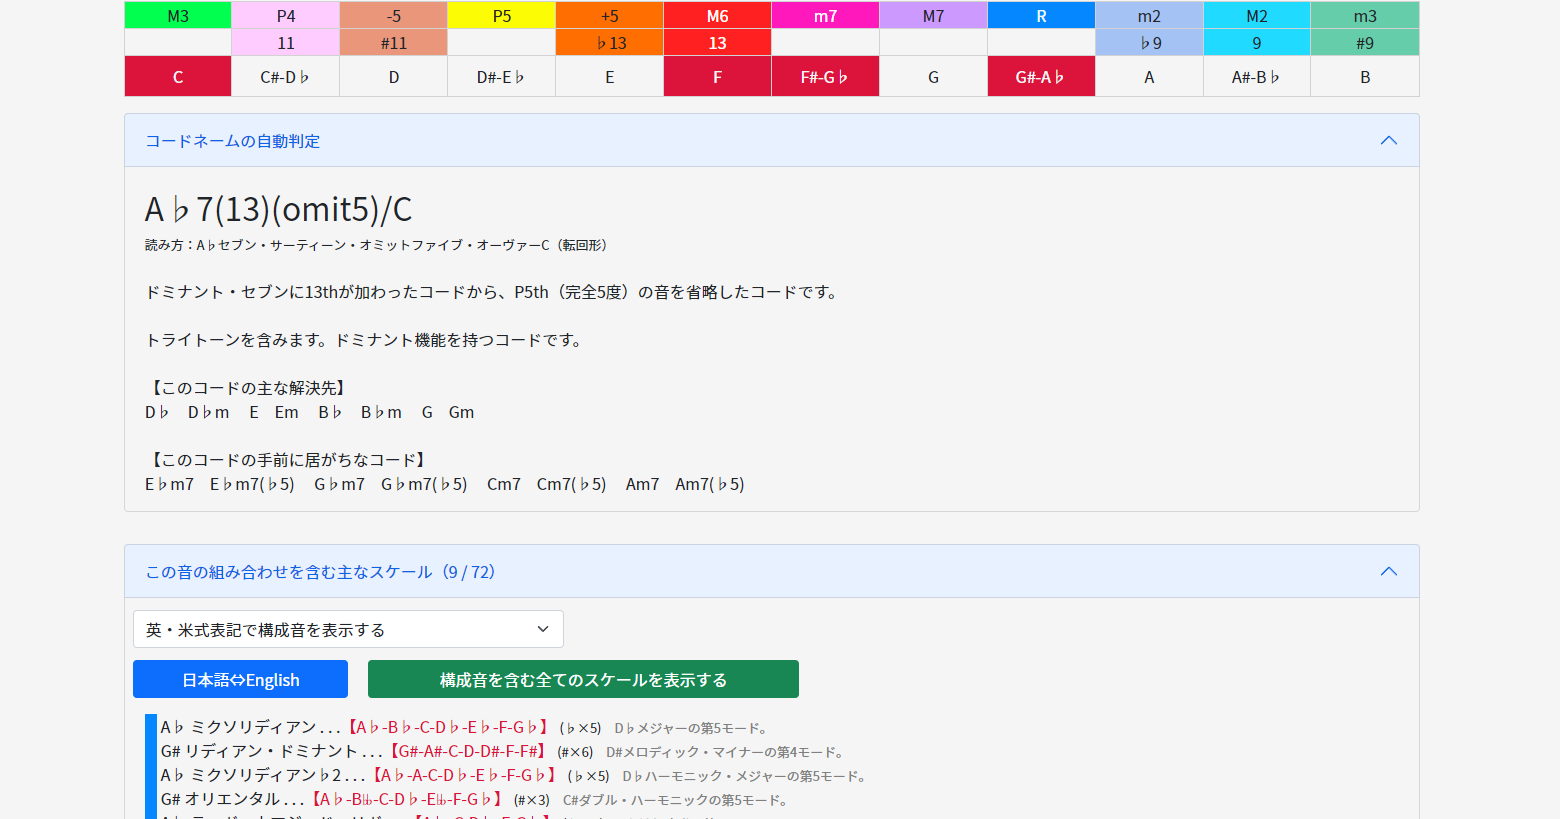 M3 P4 -5 P5 +5 M6 m7 M7 R m2 M2 m3
11 #11 ♭13 13 ♭9 9 #9
C C#-D♭ D D#-E♭ E F F#-G♭ G G#-A♭ A A#-B♭ B
コードネームの自動判定
A♭7(13)(omit5)/C
読み方：A♭セブン・サーティーン・オミットファイブ・オーヴァーC（転回形）
ドミナント・セブンに13thが加わったコードから、P5th（完全5度）の音を省略したコードです。
トライトーンを含みます。ドミナント機能を持つコードです。
【このコードの主な解決先】
D♭ D♭m E Em B♭ B♭m G Gm
【このコードの手前に居がちなコード】
E♭m7 E♭m7(♭5) G♭m7 G♭m7(♭5) Cm7 Cm7(♭5) Am7 Am7(♭5)
この音の組み合わせを含む主なスケール（9 / 72）
英・米式表記で構成音を表示する
日本語⇔English 構成音を含む全てのスケールを表示する
A♭ ミクソリディアン . . .【A♭-B♭-C-D♭-E♭-F-G♭】 (♭×5) D♭メジャーの第5モード。
G# リディアン・ドミナント . . .【G#-A#-C-D-D#-F-F#】 (#×6) D#メロディック・マイナーの第4モード。
A♭ ミクソリディアン♭2 . . .【A♭-A-C-D♭-E♭-F-G♭】 (♭×5) D♭ハーモニック・メジャーの第5モード。
G# オリエンタル . . .【A♭-B𝄫-C-D♭-E𝄫-F-G♭】 (#×3) C#ダブル・ハーモニックの第5モード。